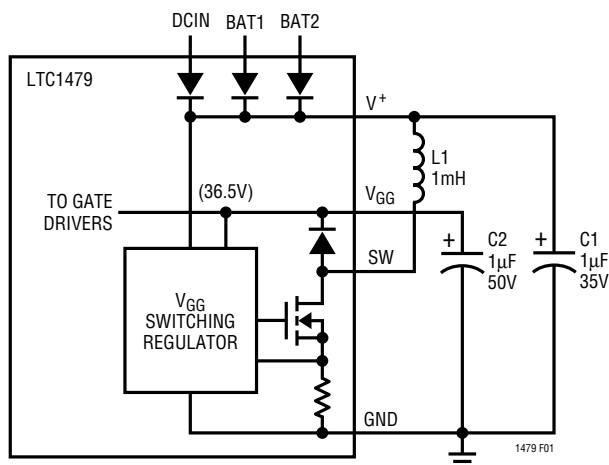 DCIN BAT1 BAT2
LTC1479
V+
L1
1mH
TO GATE
DRIVERS
(36.5V)
VGG
SW
+
C2
1µF
50V
+
C1
1µF
35V
VGG
SWITCHING
REGULATOR
GND
1479 F01